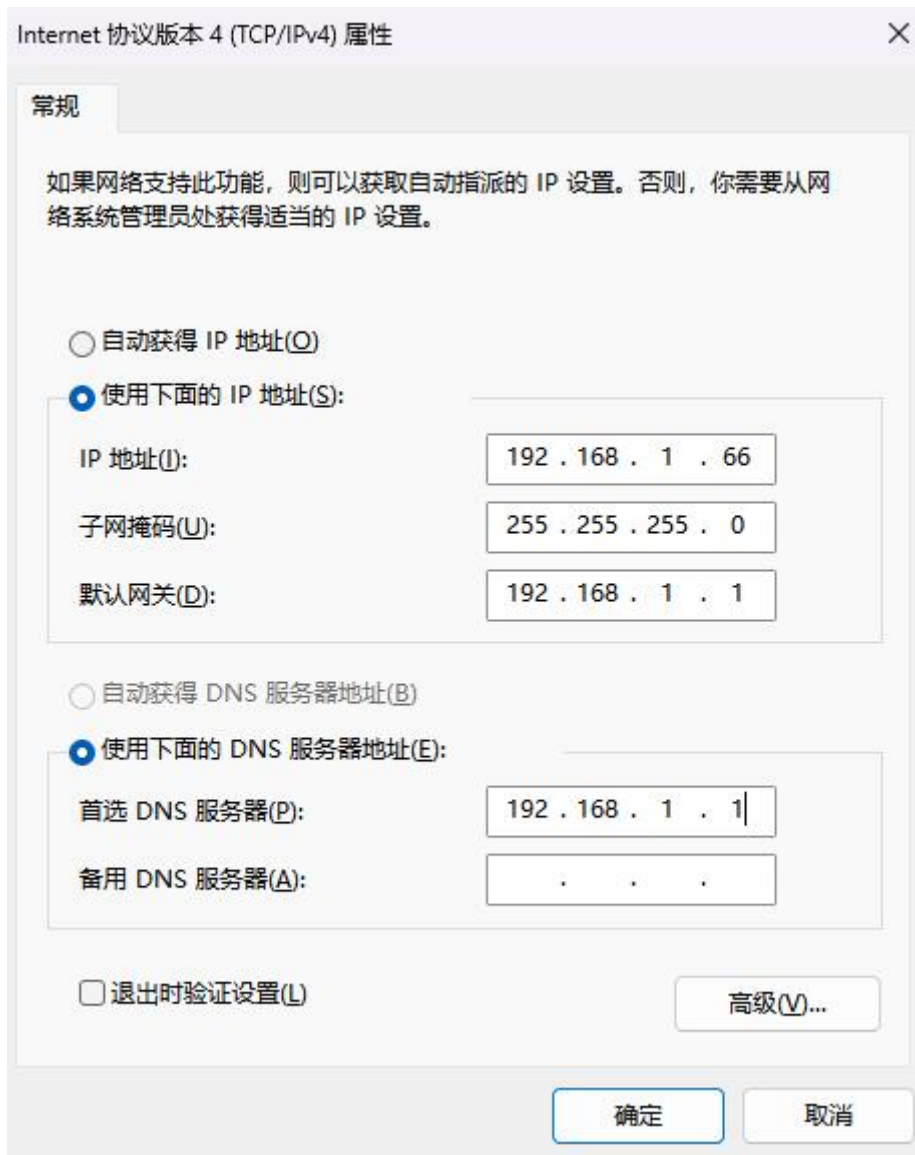 Internet 协议版本 4 (TCP/IPv4) 属性
常规
如果网络支持此功能，则可以获取自动指派的 IP 设置。否则，你需要从网
络系统管理员处获得适当的 IP 设置。
自动获得 IP 地址(O)
使用下面的 IP 地址(S):
IP 地址(I): 192 . 168 . 1 . 66
子网掩码(U): 255 . 255 . 255 . 0
默认网关(D): 192 . 168 . 1 . 1
自动获得 DNS 服务器地址(B)
使用下面的 DNS 服务器地址(E):
首选 DNS 服务器(P): 192 . 168 . 1 . 1
备用 DNS 服务器(A): . . .
退出时验证设置(L)
高级(V)...
确定 取消